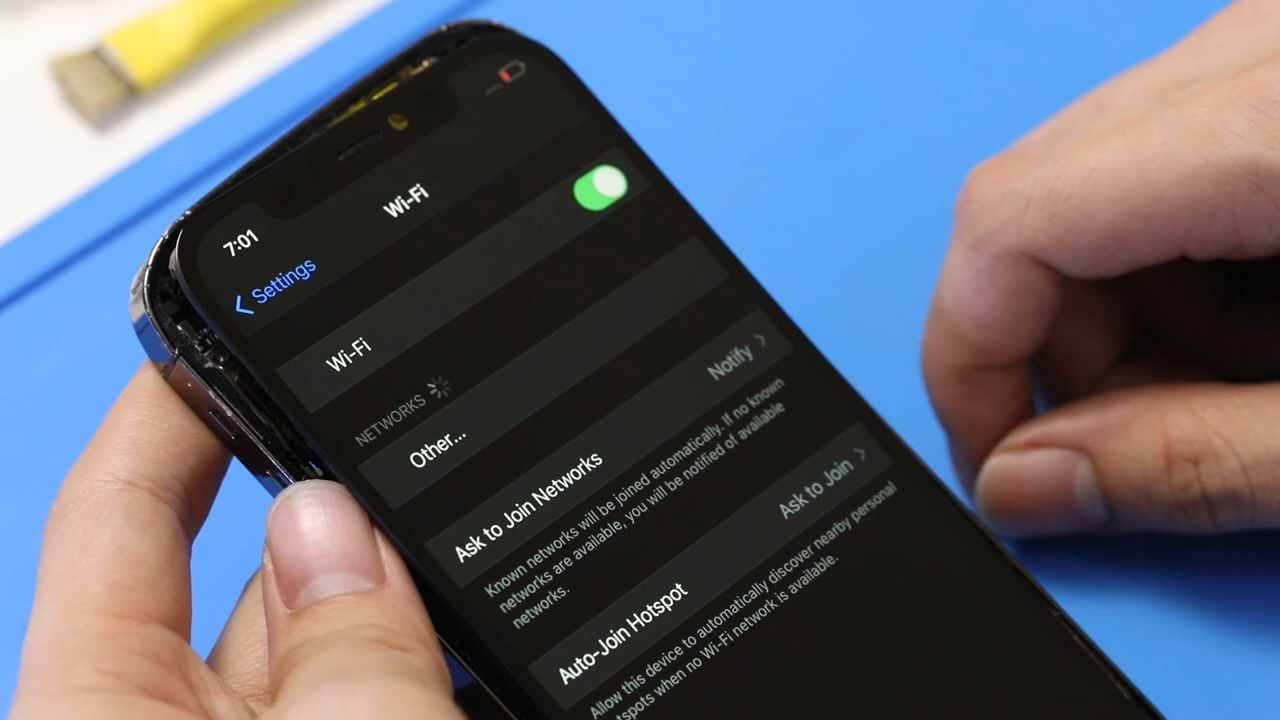 7:01
Settings
Wi-Fi
Wi-Fi
NETWORKS
Other...
Ask to Join Networks
Notify
Known networks will be joined automatically. If no known
networks are available, you will be notified of available
networks.
Auto-Join Hotspot
Ask to Join
Allow this device to automatically discover nearby personal
hotspots when no Wi-Fi network is available.